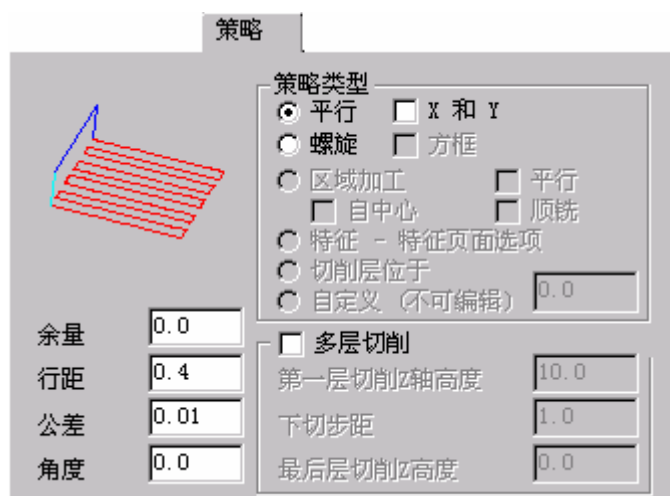 策略
策略类型
平行 X 和 Y
螺旋 方框
区域加工 平行
自中心 顺铣
特征 - 特征页面选项
切削层位于
自定义 (不可编辑) 0.0
余量 0.0
行距 0.4
公差 0.01
角度 0.0
多层切削
第一层切削Z轴高度 10.0
下切步距 1.0
最后层切削Z高度 0.0